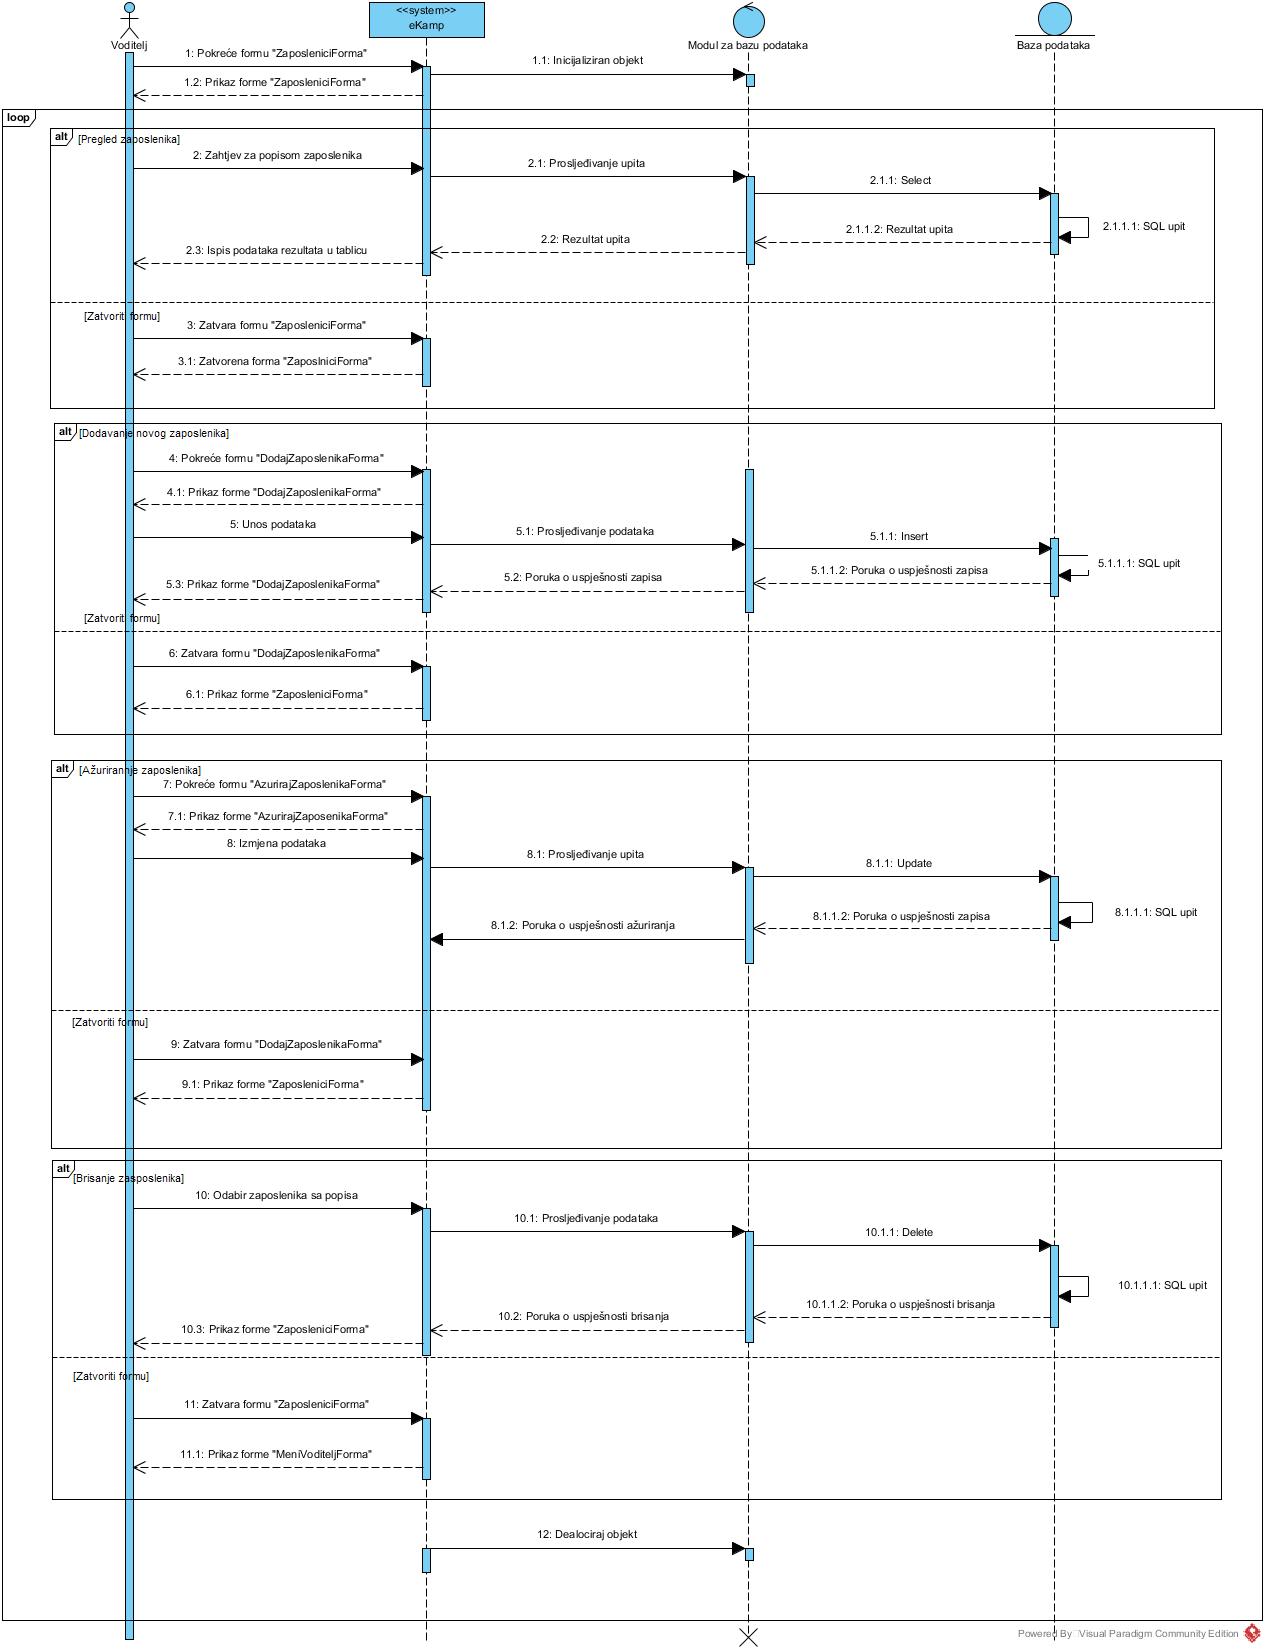 <<system>>
eKamp
Voditelj
Modul za bazu podataka
Baza podataka
1: Pokreće formu "ZaposleniciForma"
1.1: Inicijaliziran objekt
1.2: Prikaz forme "ZaposleniciForma"
loop
alt
[Pregled zaposlenika]
2: Zahtjev za popisom zaposlenika
2.1: Prosljeđivanje upita
2.1.1: Select
2.1.1.1: SQL upit
2.1.1.2: Rezultat upita
2.2: Rezultat upita
2.3: Ispis podataka rezultata u tablicu
[Zatvoriti formu]
3: Zatvara formu "ZaposleniciForma"
3.1: Zatvorena forma "ZaposlniciForma"
alt
[Dodavanje novog zaposlenika]
4: Pokreće formu "DodajZaposlenikaForma"
4.1: Prikaz forme "DodajZaposlenikaForma"
5: Unos podataka
5.1: Prosljeđivanje podataka
5.1.1: Insert
5.1.1.1: SQL upit
5.1.1.2: Poruka o uspješnosti zapisa
5.2: Poruka o uspješnosti zapisa
5.3: Prikaz forme "DodajZaposlenikaForma"
[Zatvoriti formu]
6: Zatvara formu "DodajZaposlenikaForma"
6.1: Prikaz forme "ZaposleniciForma"
alt
[Ažurirannje zaposlenika]
7: Pokreće formu "AzurirajZaposlenikaForma"
7.1: Prikaz forme "AzurirajZaposenikaForma"
8: Izmjena podataka
8.1: Prosljeđivanje upita
8.1.1: Update
8.1.1.1: SQL upit
8.1.1.2: Poruka o uspješnosti zapisa
8.1.2: Poruka o uspješnosti ažuriranja
[Zatvoriti formu]
9: Zatvara formu "DodajZaposlenikaForma"
9.1: Prikaz forme "ZaposleniciForma"
alt
[Brisanje zasposlenika]
10: Odabir zaposlenika sa popisa
10.1: Prosljeđivanje podataka
10.1.1: Delete
10.1.1.1: SQL upit
10.1.1.2: Poruka o uspješnosti brisanja
10.2: Poruka o uspješnosti brisanja
10.3: Prikaz forme "ZaposleniciForma"
[Zatvoriti formu]
11: Zatvara formu "ZaposleniciForma"
11.1: Prikaz forme "MeniVoditeljForma"
12: Dealociraj objekt
Powered By Visual Paradigm Community Edition